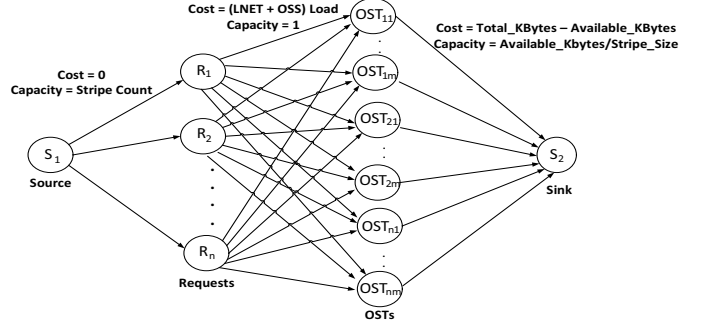 Cost = (LNET + OSS) Load
Capacity = 1
OST11
Cost = Total_KBytes – Available_KBytes
Capacity = Available_Kbytes/Stripe_Size
Cost = 0
Capacity = Stripe Count
R1
OST1m
OST21
S1
Source
R2
OST2m
S2
Sink
OSTn1
Rn
Requests
OSTnm
OSTs